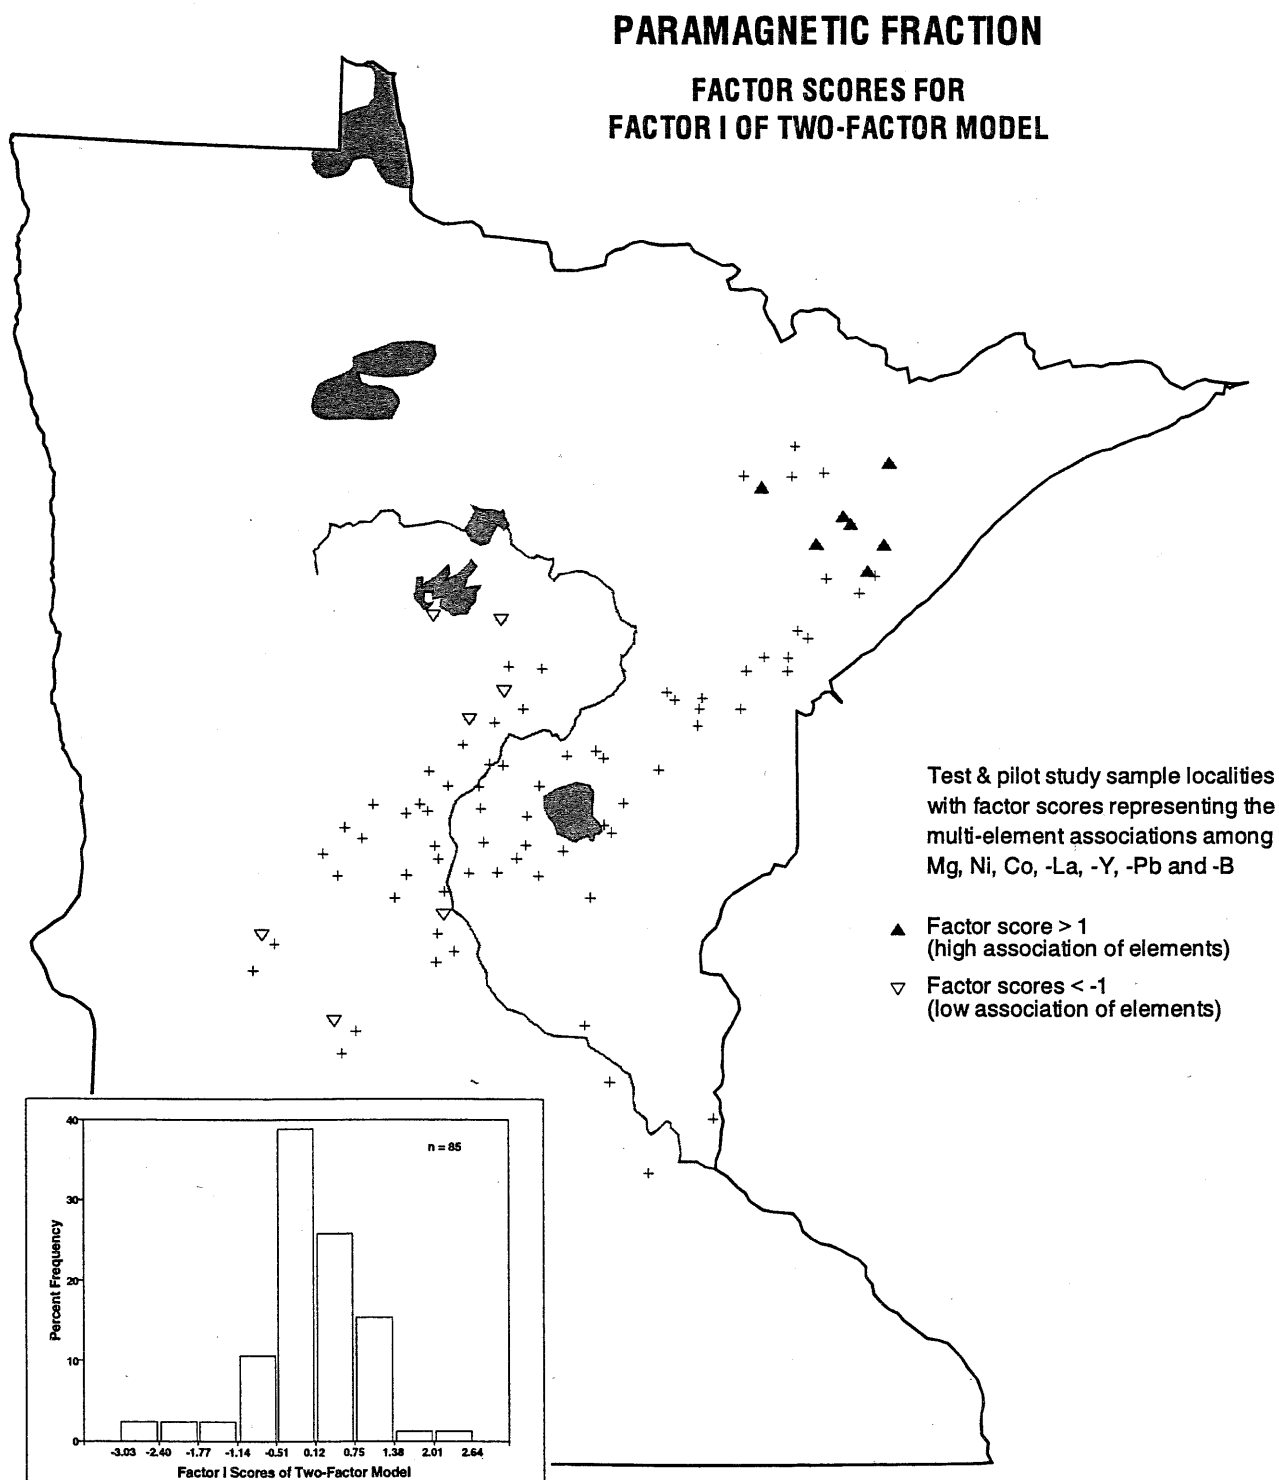 PARAMAGNETIC FRACTION
FACTOR SCORES FOR
FACTOR I OF TWO-FACTOR MODEL
Test & pilot study sample localities
with factor scores representing the
multi-element associations among
Mg, Ni, Co, -La, -Y, -Pb and -B
Factor score > 1
(high association of elements)
Factor scores < -1
(low association of elements)
40
n = 85
30
Percent Frequency
20
10
0
-3.03 -2.40 -1.77 -1.14 -0.51 0.12 0.75 1.38 2.01 2.64
Factor I Scores of Two-Factor Model